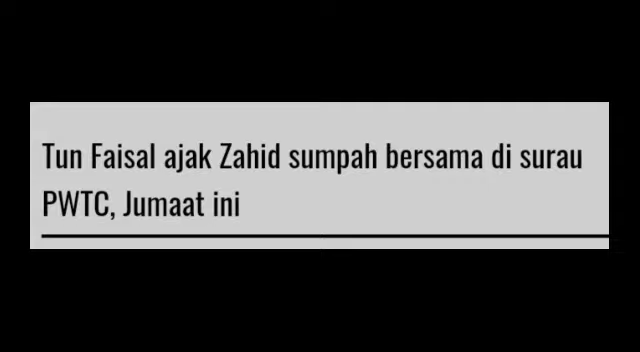 Tun Faisal ajak Zahid sumpah bersama di surau
PWTC, Jumaat ini